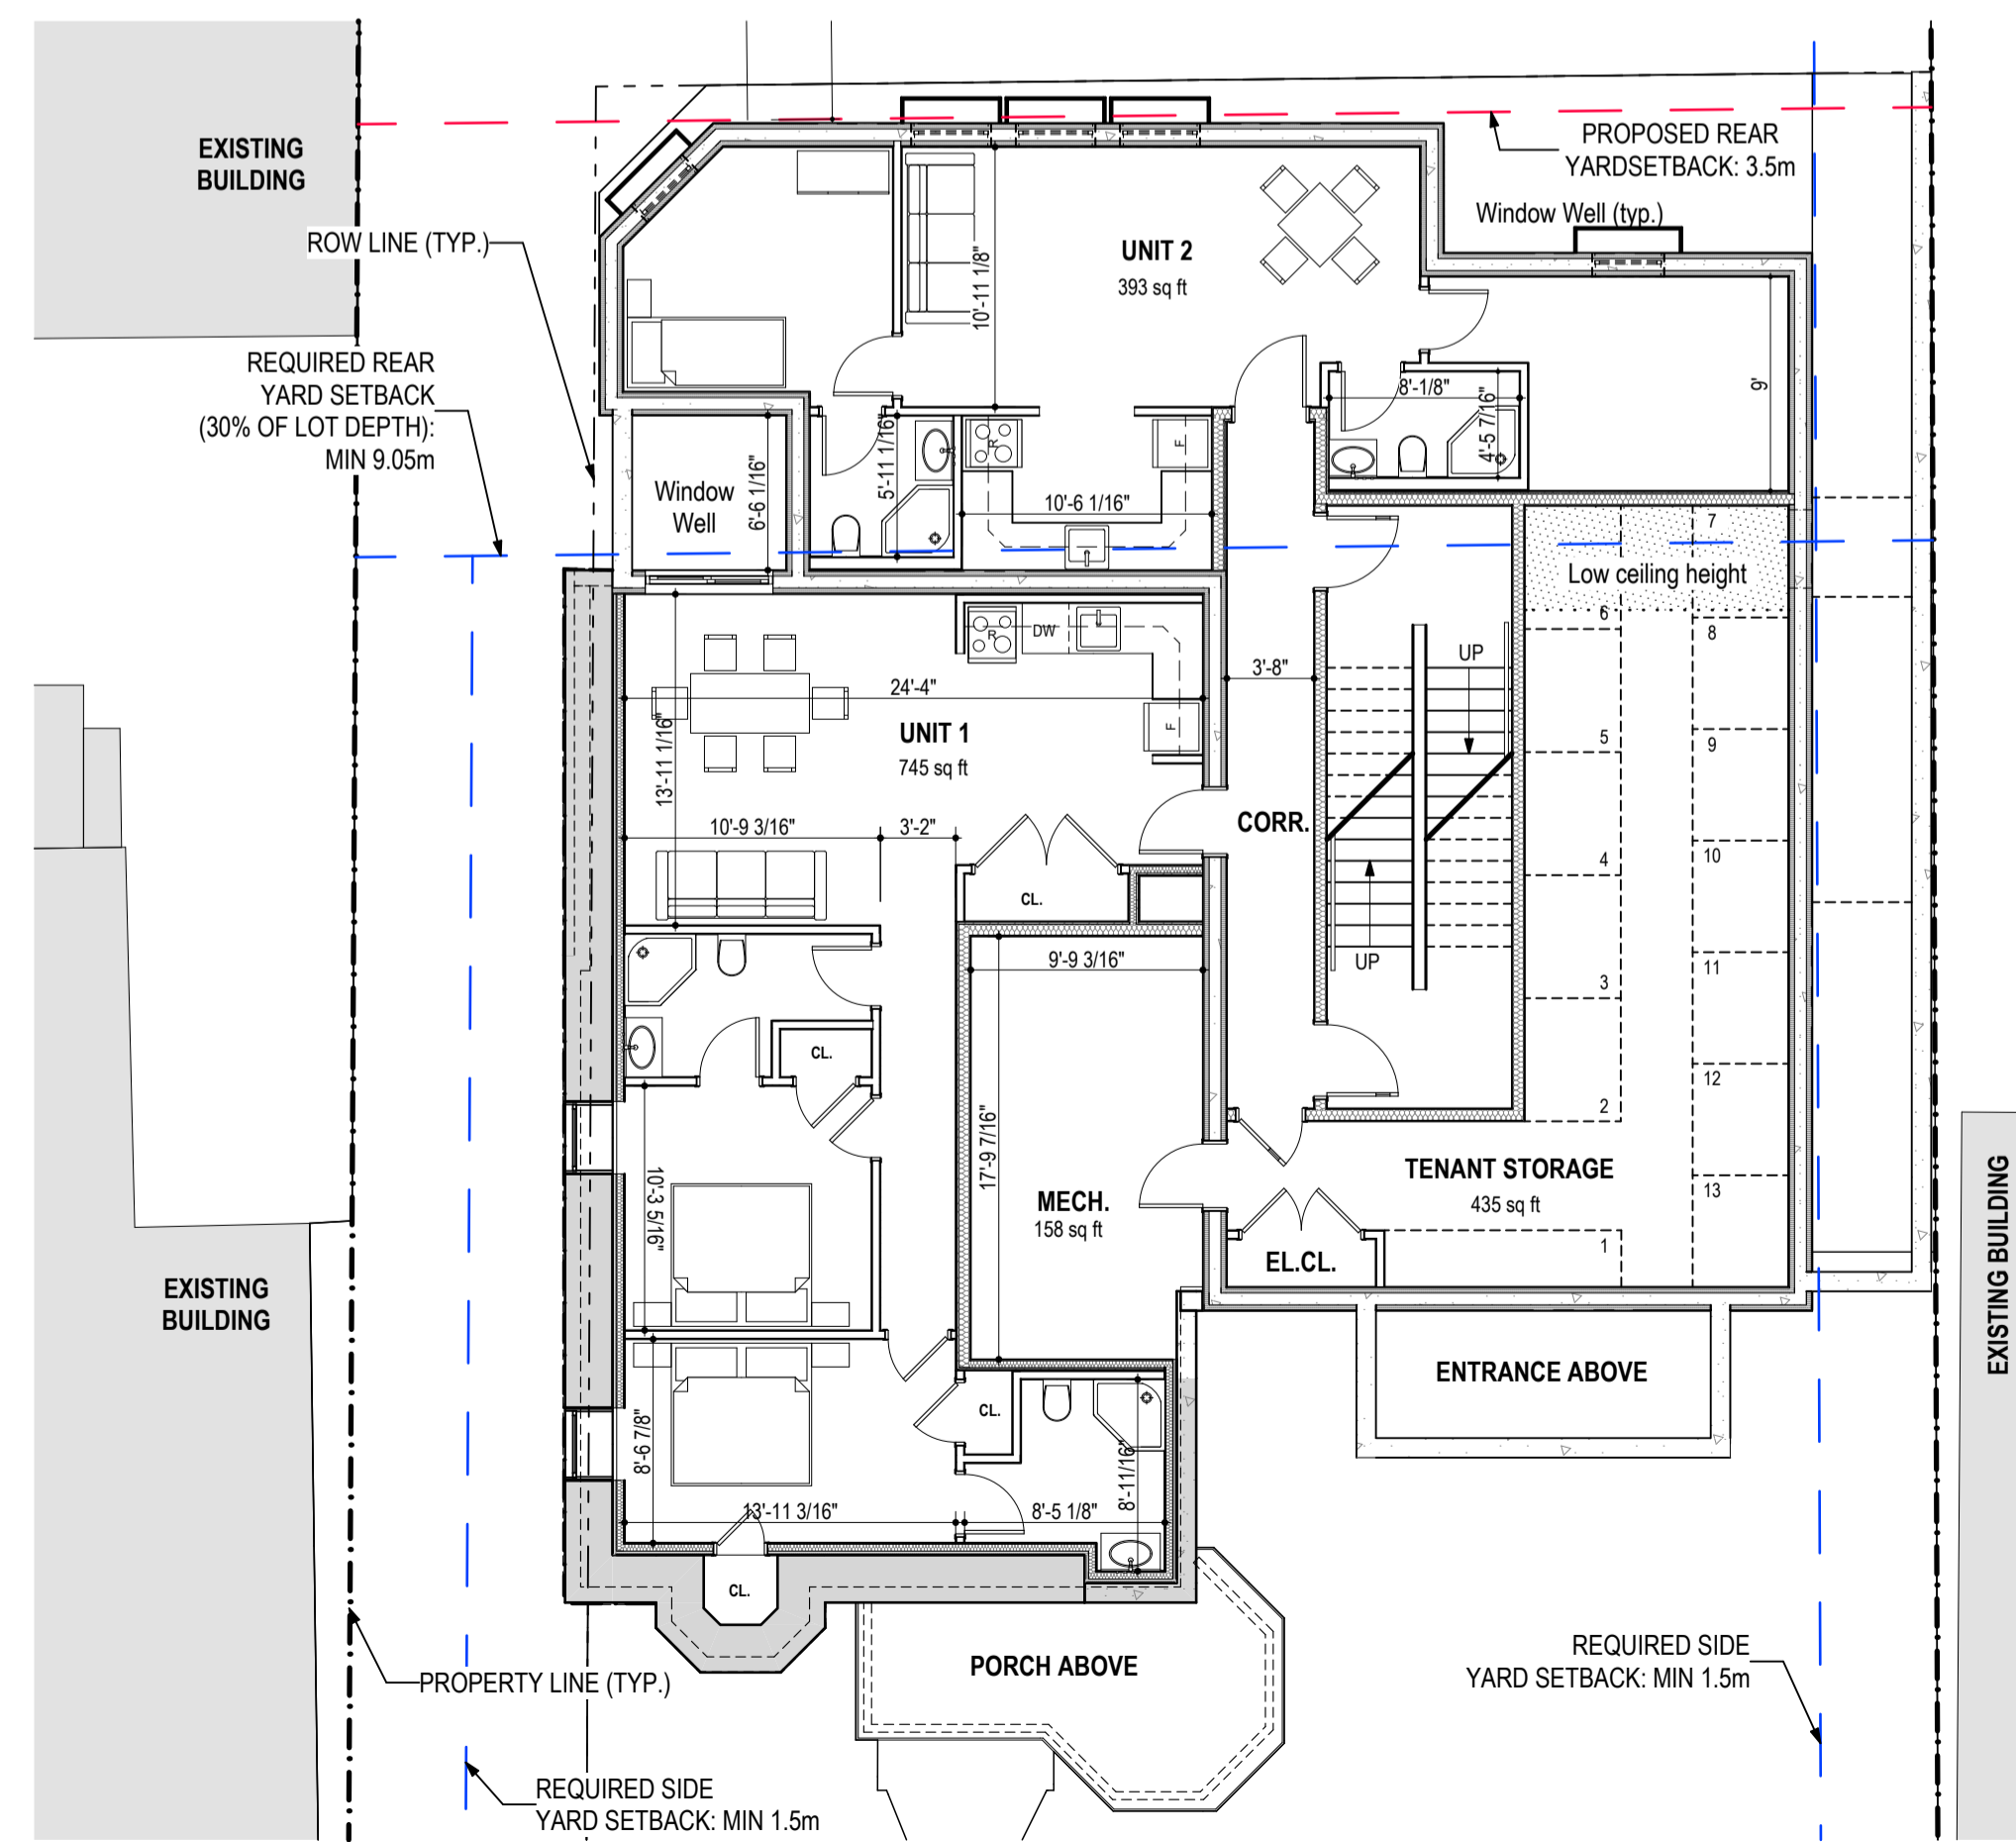 EXISTING
BUILDING
PROPOSED REAR
YARDSETBACK: 3.5m
Window Well (typ.)
ROW LINE (TYP.)
UNIT 2
393 sq ft
10'-11 1/8"
REQUIRED REAR
YARD SETBACK
(30% OF LOT DEPTH):
MIN 9.05m
8'-1/8"
4'-5 7/16"
9'
Window
Well
6'-6 1/16"
5'-11 1/16"
R
F
10'-6 1/16"
7
Low ceiling height
6
8
R
DW
3'-8"
UP
24'-4"
F
UNIT 1
745 sq ft
13'-11 1/16"
5
9
10'-9 3/16"
3'-2"
CORR.
4
10
CL.
9'-9 3/16"
UP
3
11
CL.
2
12
17'-9 7/16"
10'-3 5/16"
MECH.
158 sq ft
TENANT STORAGE
435 sq ft
13
1
EL.CL.
EXISTING
BUILDING
EXISTING BUILDING
ENTRANCE ABOVE
CL.
8'-6 7/8"
8'-11/16"
13'-11 3/16"
8'-5 1/8"
CL.
PORCH ABOVE
PROPERTY LINE (TYP.)
REQUIRED SIDE
YARD SETBACK: MIN 1.5m
REQUIRED SIDE
YARD SETBACK: MIN 1.5m